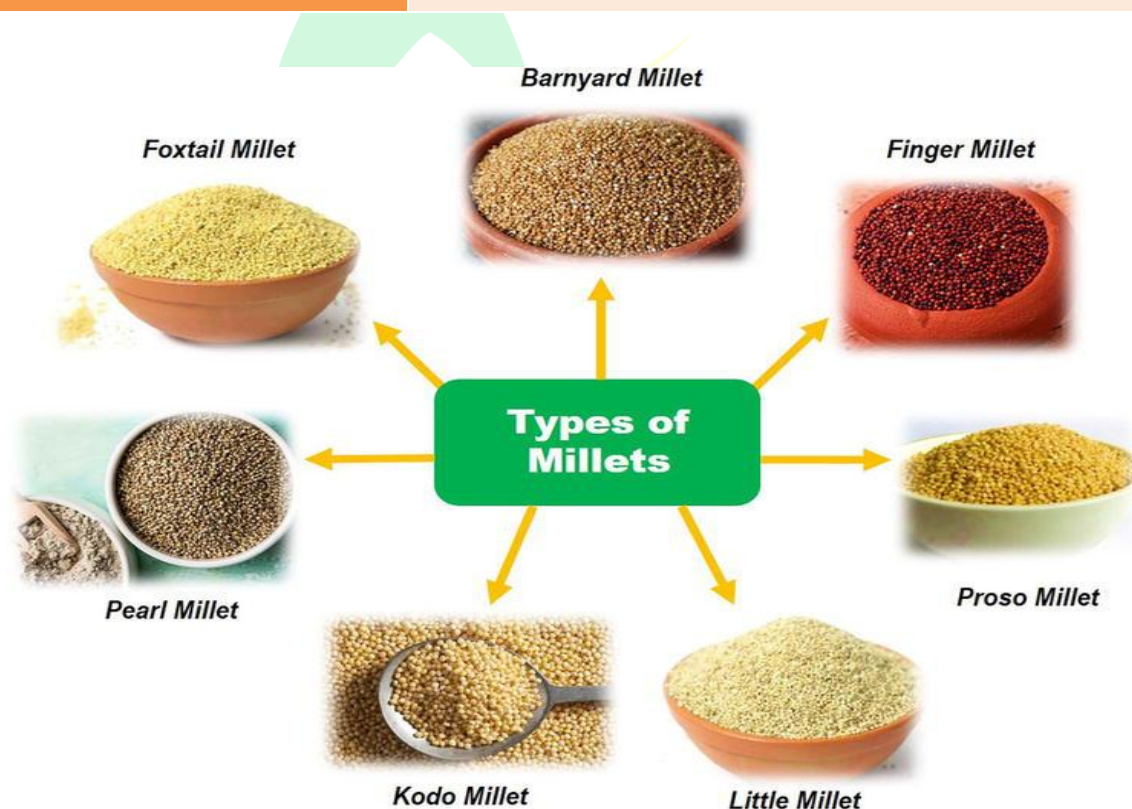 Barnyard Millet
Foxtail Millet
Finger Millet
Types of
Millets
Pearl Millet
Proso Millet
Kodo Millet
Little Millet